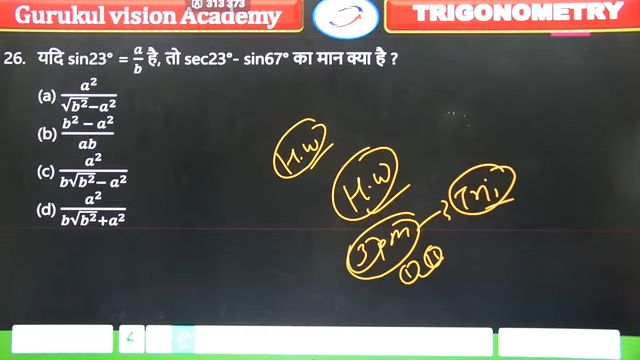 Gurukul vision Academy
313 373
TRIGONOMETRY
26. यदि sin23° = a/b है, तो sec23°- sin67° का मान क्या है ?
(a) a²/√b²−a²
(b) b² − a²/ab
(c) a²/b√b² − a²
(d) a²/b√b²+a²
H.W
H.W
Tri,
3pm